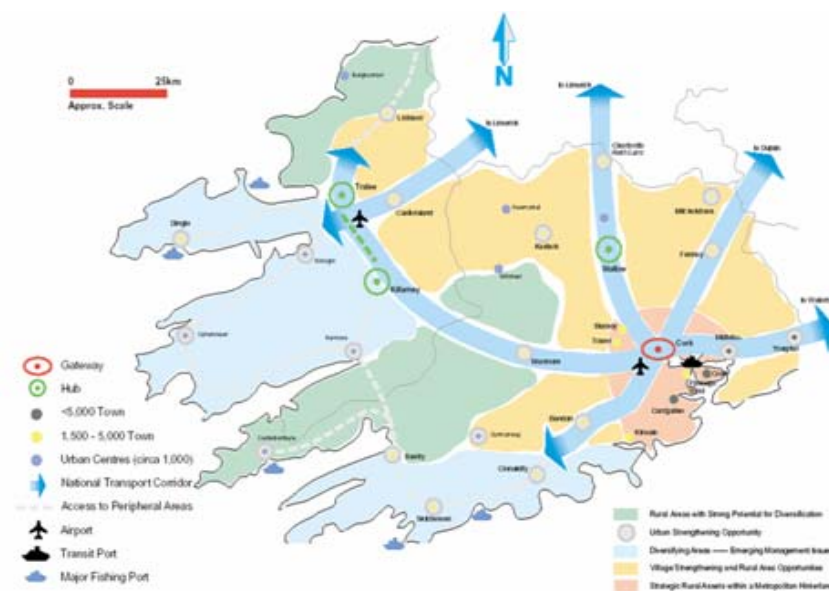 0 25km
Approx. Scale
N
to Limerick
to Limerick
to Dublin
Listowel
Tralee
Castleisland
Dingle
Killarney
Kanturk
Mallow
Mitchelstown
Fermoy
Cork
Midleton
Youghal
Macroom
Blarney
Tower
Carrigaline
Bandon
Kinsale
Kenmare
Bantry
Clonakilty
Skibbereen
Gateway
Hub
<5,000 Town
1,500 - 5,000 Town
Urban Centres (circa 1,000)
National Transport Corridor
Access to Peripheral Areas
Airport
Transit Port
Major Fishing Port
Rural Areas with Strong Potential for Diversification
Urban Strengthening Opportunity
Diversifying Areas — Emerging Management Issues
Village Strengthening and Rural Area Opportunities
Strategic Rural Assets within a Metropolitan Hinterland